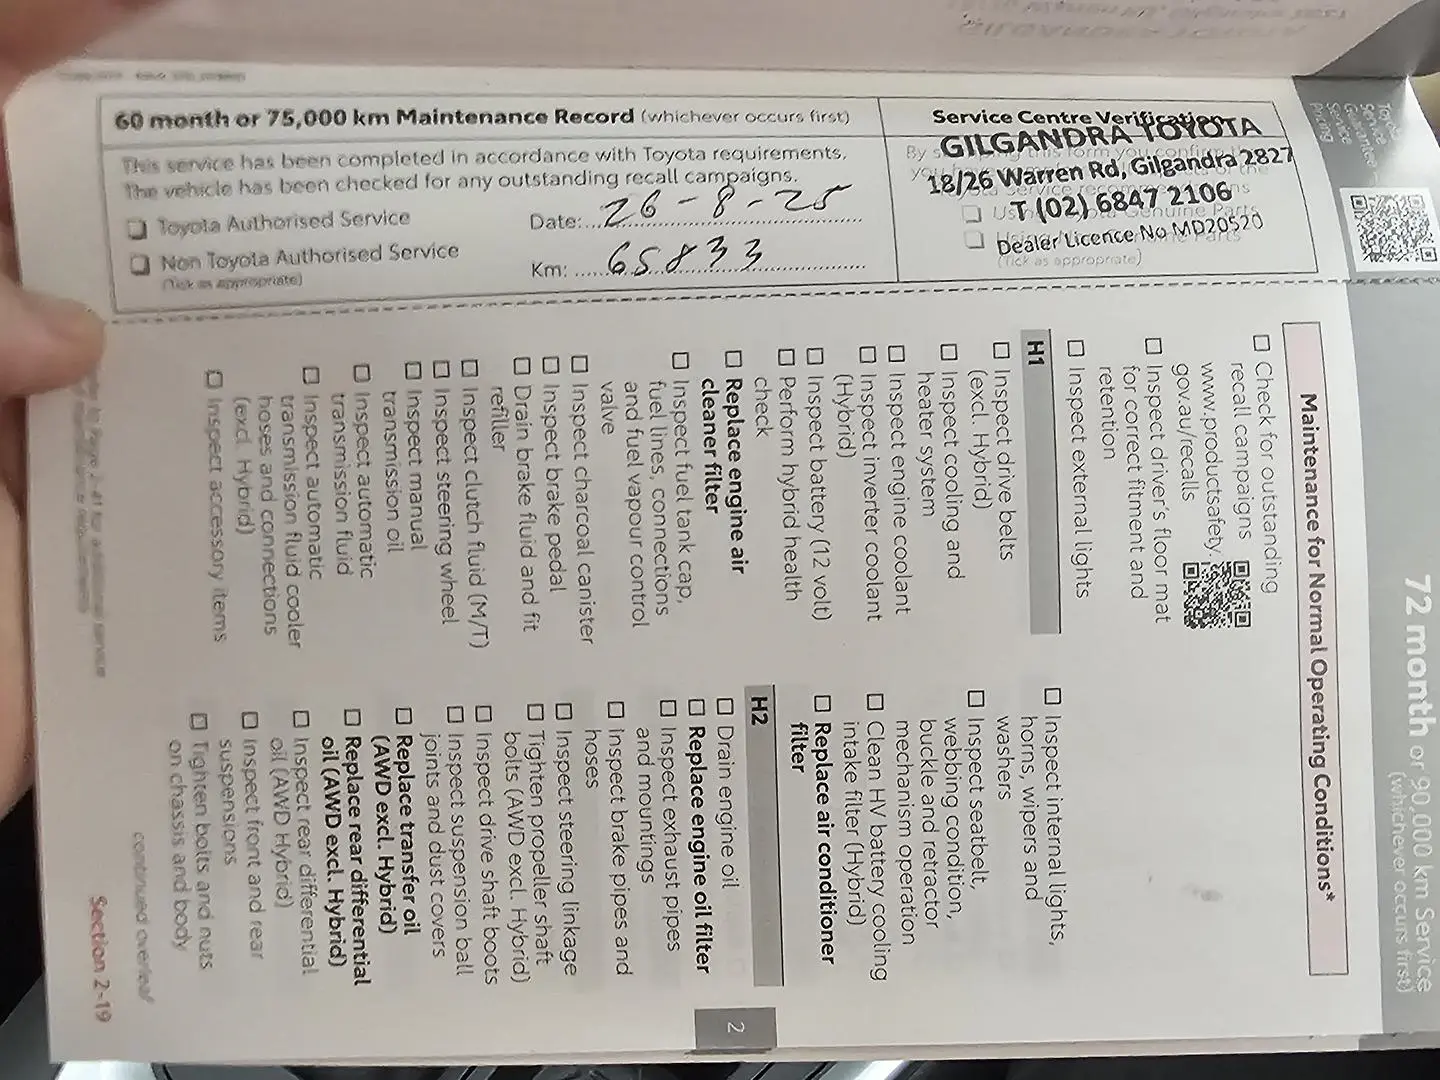 60 month or 75,000 km Maintenance Record (whichever occurs first)
This service has been completed in accordance with Toyota requirements.
The vehicle has been checked for any outstanding recall campaigns.
Toyota Authorised Service
Non Toyota Authorised Service
(Tick as appropriate)
Date: 26-8-25
Km: 65833
Service Centre Verification
GILGANDRA TOYOTA
18/26 Warren Rd, Gilgandra 2827
T (02) 6847 2106
Dealer Licence No MD20520
(Tick as appropriate)
Toyota
Service
Guarantee
Service
Pricing
72 month or 90,000 km Service
(whichever occurs first)
Maintenance for Normal Operating Conditions*
Check for outstanding
recall campaigns
www.productsafety.
gov.au/recalls
Inspect driver's floor mat
for correct fitment and
retention
Inspect external lights
H1
Inspect drive belts
(excl. Hybrid)
Inspect cooling and
heater system
Inspect engine coolant
Inspect inverter coolant
(Hybrid)
Inspect battery (12 volt)
Perform hybrid health
check
Replace engine air
cleaner filter
Inspect fuel tank cap,
fuel lines, connections
and fuel vapour control
valve
Inspect charcoal canister
Inspect brake pedal
Drain brake fluid and fit
refiller
Inspect clutch fluid (M/T)
Inspect steering wheel
Inspect manual
transmission oil
Inspect automatic
transmission fluid
Inspect automatic
transmission fluid cooler
hoses and connections
(excl. Hybrid)
Inspect accessory items
Inspect internal lights,
horns, wipers and
washers
Inspect seatbelt,
webbing condition,
buckle and retractor
mechanism operation
Clean HV battery cooling
intake filter (Hybrid)
Replace air conditioner
filter
H2
Drain engine oil
Replace engine oil filter
Inspect exhaust pipes
and mountings
Inspect brake pipes and
hoses
Inspect steering linkage
Tighten propeller shaft
bolts (AWD excl. Hybrid)
Inspect drive shaft boots
Inspect suspension ball
joints and dust covers
Replace transfer oil
(AWD excl. Hybrid)
Replace rear differential
oil (AWD excl. Hybrid)
Inspect rear differential
oil (AWD Hybrid)
Inspect front and rear
suspensions
Tighten bolts and nuts
on chassis and body
continued overleaf
2
Section 2-19